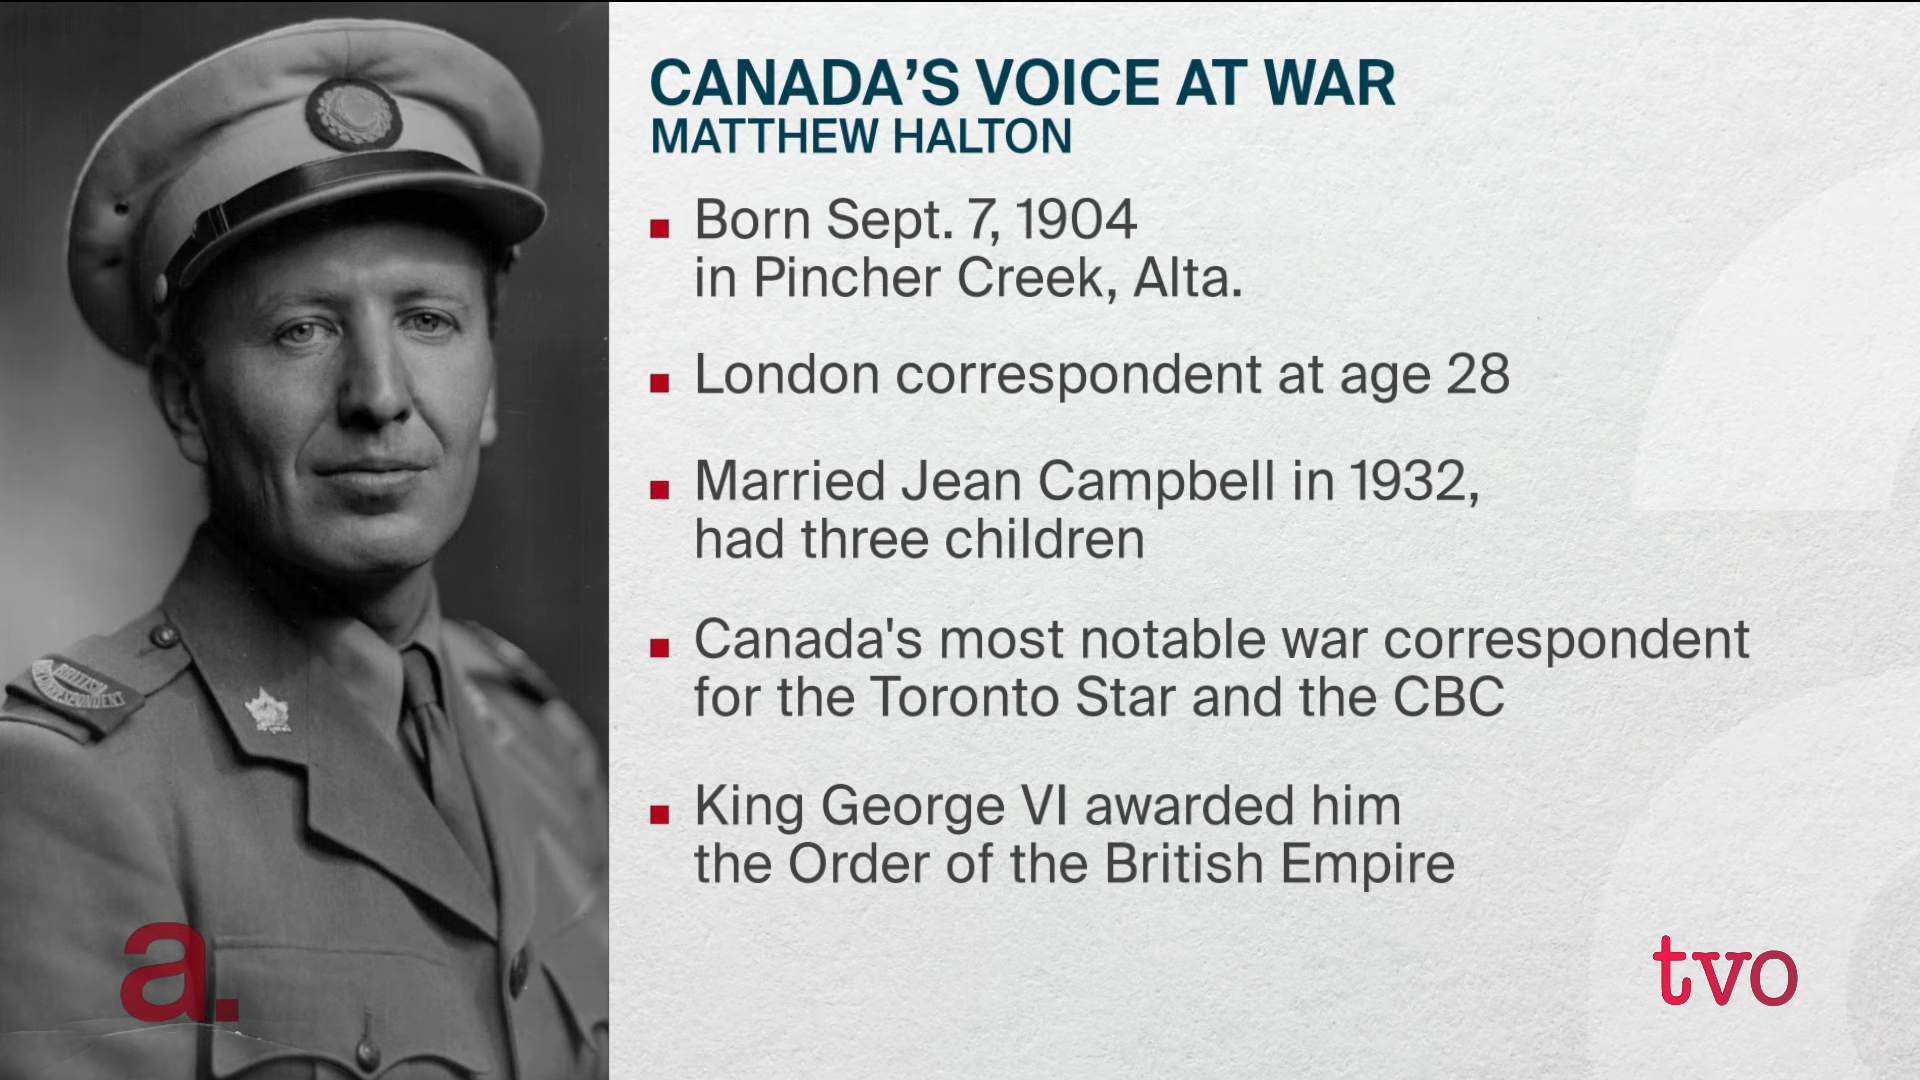 CANADA’S VOICE AT WAR
MATTHEW HALTON
Born Sept. 7, 1904
in Pincher Creek, Alta.
London correspondent at age 28
Married Jean Campbell in 1932,
had three children
Canada's most notable war correspondent
for the Toronto Star and the CBC
King George VI awarded him
the Order of the British Empire
BRITISH
CORRESPONDENT
a.
tvo